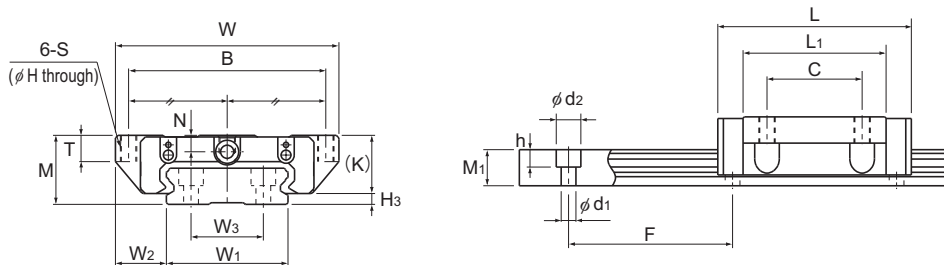 W
6-S
B
(φH through)
N
T
M
(K)
H3
W3
W2
W1
L
L1
C
φd2
h
M1
φd1
F